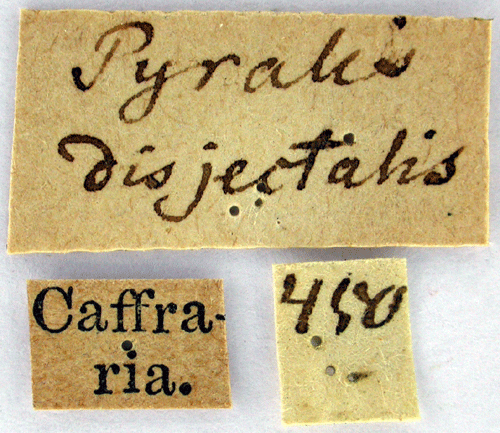 Pyralis
disjectalis
Caffra-
ria.
450